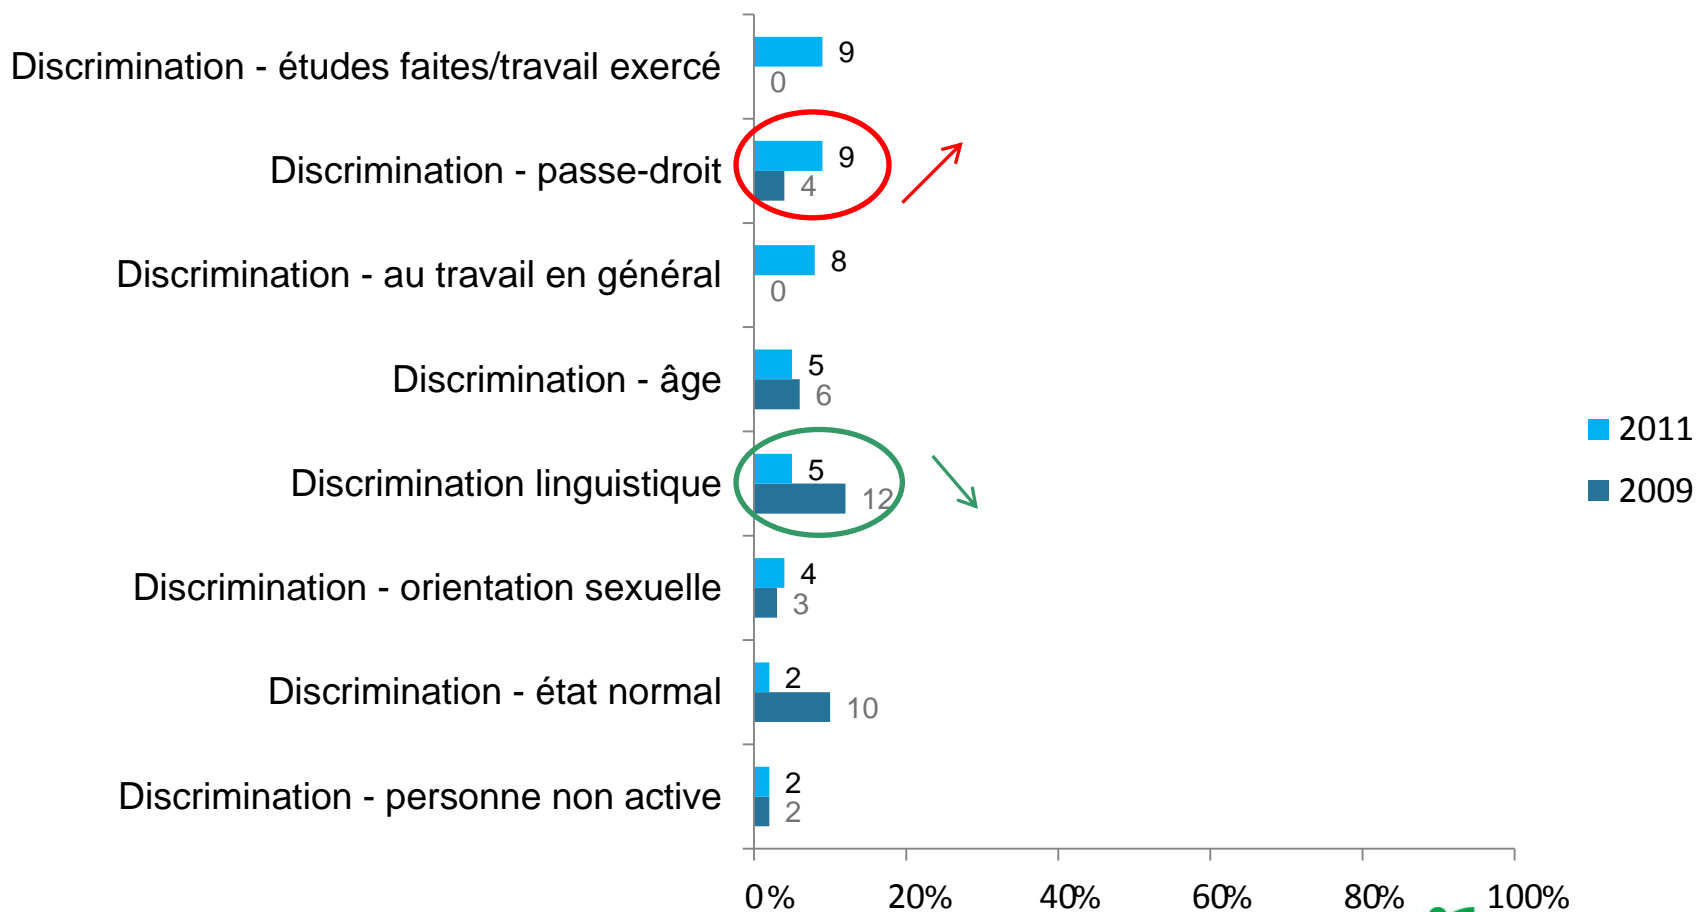 Discrimination - études faites/travail exercé
9
0
Discrimination - passe-droit
9
4
Discrimination - au travail en général
8
0
Discrimination - âge
5
6
Discrimination linguistique
5
12
Discrimination - orientation sexuelle
4
3
Discrimination - état normal
2
10
Discrimination - personne non active
2
2
0% 20% 40% 60% 80% 100%
2011
2009